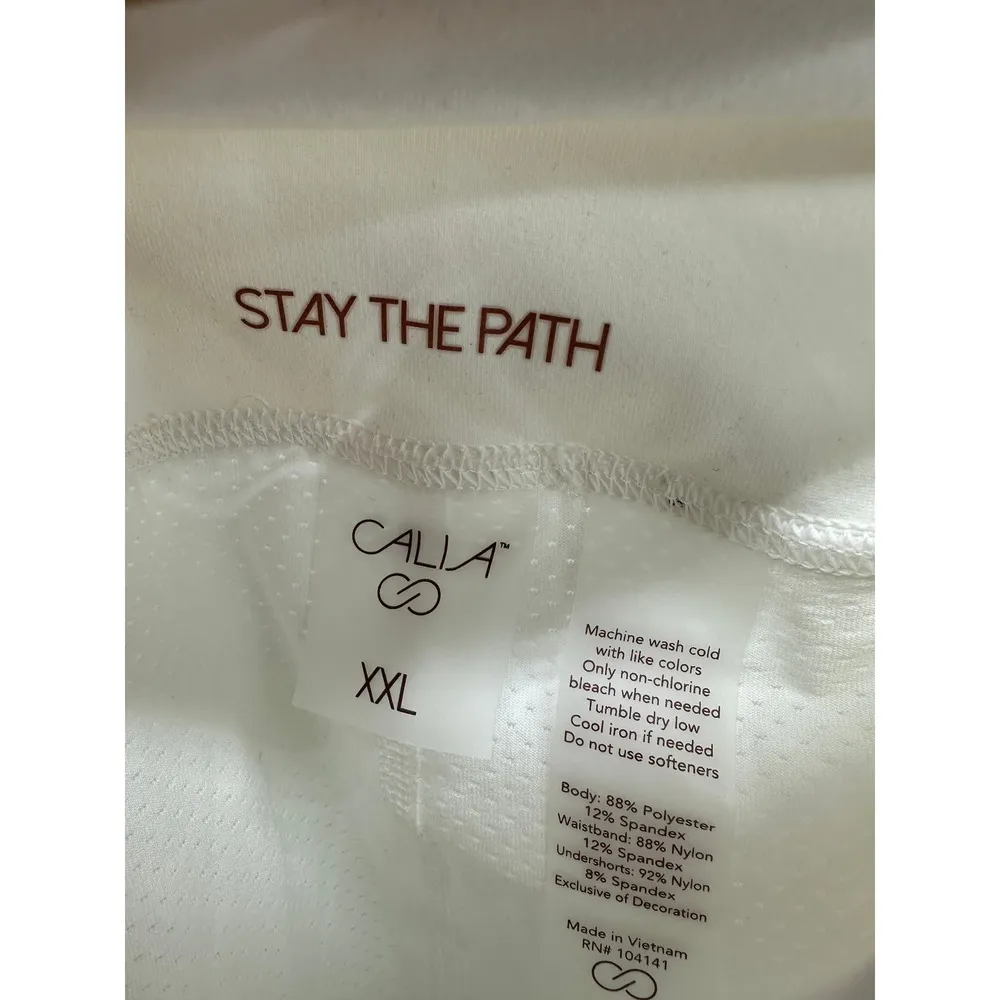 STAY THE PATH
CALIA™
XXL
Machine wash cold
with like colors
Only non-chlorine
bleach when needed
Tumble dry low
Cool iron if needed
Do not use softeners
Body: 88% Polyester
12% Spandex
Waistband: 88% Nylon
12% Spandex
Undershorts: 92% Nylon
8% Spandex
Exclusive of Decoration
Made in Vietnam
RN# 104141